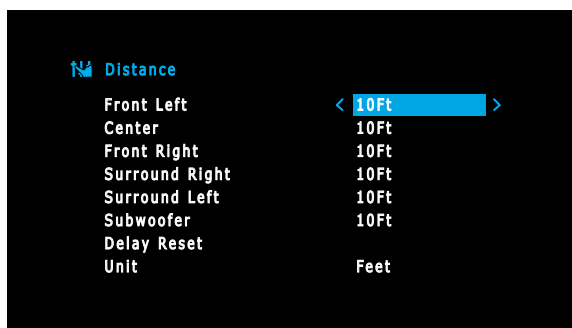 Distance
Front Left < 10Ft >
Center 10Ft
Front Right 10Ft
Surround Right 10Ft
Surround Left 10Ft
Subwoofer 10Ft
Delay Reset
Unit Feet